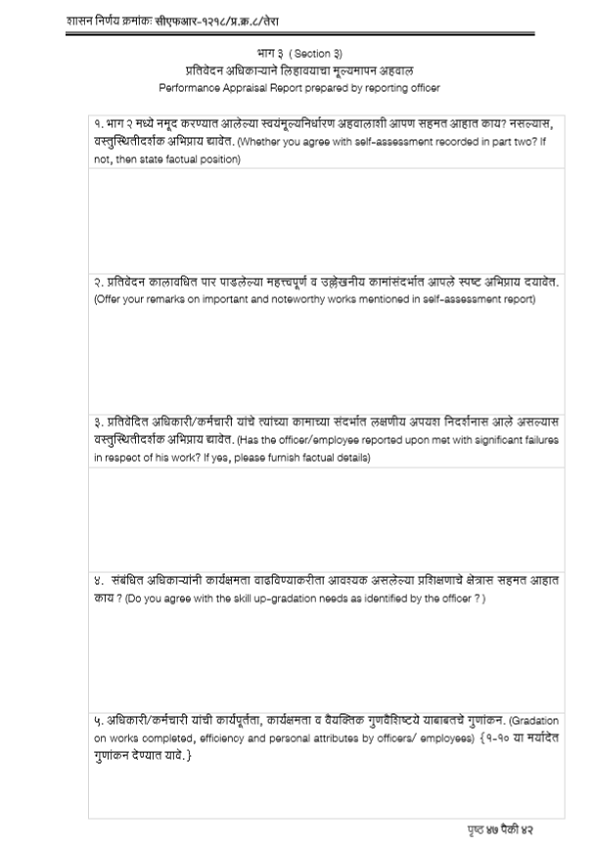 शासन निर्णय क्रमांकः सीएफआर-१२१८/प्र.क्र.८/तेरा
भाग ३ ( Section ३)
प्रतिवेदन अधिकाऱ्याने लिहावयाचा मूल्यमापन अहवाल
Performance Appraisal Report prepared by reporting officer
१. भाग २ मध्ये नमूद करण्यात आलेल्या स्वयंमूल्यनिर्धारण अहवालाशी आपण सहमत आहात काय? नसल्यास,
वस्तुस्थितीदर्शक अभिप्राय द्यावेत. (Whether you agree with self-assessment recorded in part two? If
not, then state factual position)
२. प्रतिवेदन कालावधित पार पाडलेल्या महत्त्वपूर्ण व उल्लेखनीय कामांसंदर्भात आपले स्पष्ट अभिप्राय दयावेत.
(Offer your remarks on important and noteworthy works mentioned in self-assessment report)
३. प्रतिवेदित अधिकारी/कर्मचारी यांचे त्यांच्या कामाच्या संदर्भात लक्षणीय अपयश निदर्शनास आले असल्यास
वस्तुस्थितीदर्शक अभिप्राय द्यावेत. (Has the officer/employee reported upon met with significant failures
in respect of his work? If yes, please furnish factual details)
४. संबंधित अधिकाऱ्यांनी कार्यक्षमता वाढविण्याकरीता आवश्यक असलेल्या प्रशिक्षणाचे क्षेत्रास सहमत आहात
काय ? (Do you agree with the skill up-gradation needs as identified by the officer ? )
५. अधिकारी/कर्मचारी यांची कार्यपूर्तता, कार्यक्षमता व वैयक्तिक गुणवैशिष्टये याबाबतचे गुणांकन. (Gradation
on works completed, efficiency and personal attributes by officers/ employees) {१-१० या मर्यादेत
गुणांकन देण्यात यावे.}
पृष्ठ ४७ पैकी ४२